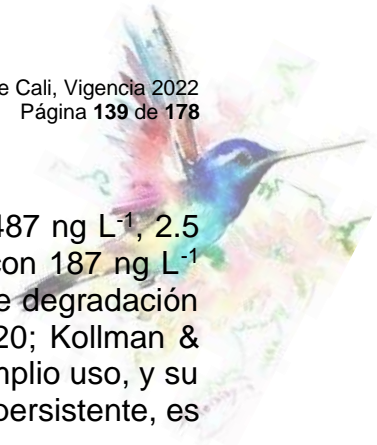 e Cali, Vigencia 2022
Página 139 de 178
487 ng L-1, 2.5
con 187 ng L-1
e degradación
20; Kollman &
mplio uso, y su
persistente, es